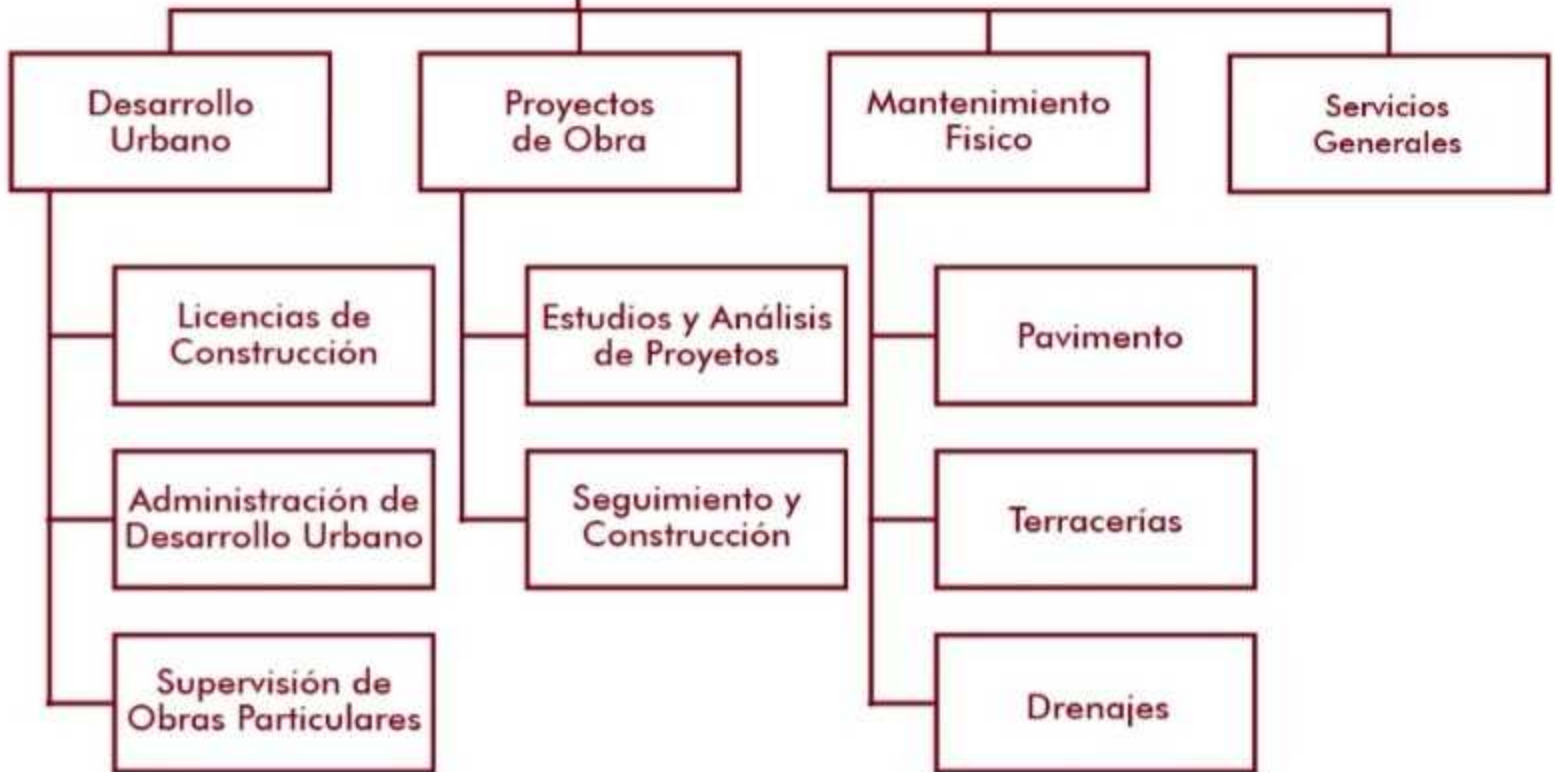 Desarrollo
Urbano
Proyectos
de Obra
Mantenimiento
Fisico
Servicios
Generales
Licencias de
Construcción
Estudios y Análisis
de Proyetos
Pavimento
Administración de
Desarrollo Urbano
Seguimiento y
Construcción
Terracerías
Supervisión de
Obras Particulares
Drenajes